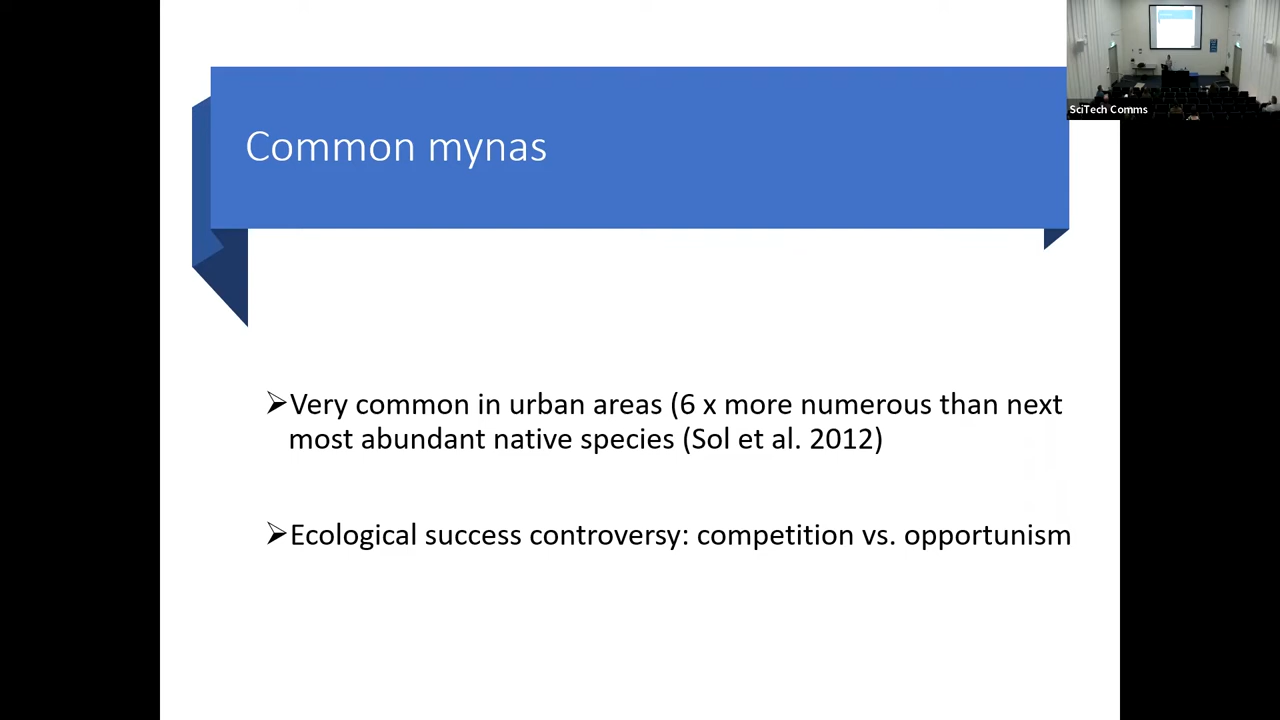 Common mynas
SciTech Comms
➢Very common in urban areas (6 x more numerous than next
most abundant native species (Sol et al. 2012)
➢Ecological success controversy: competition vs. opportunism